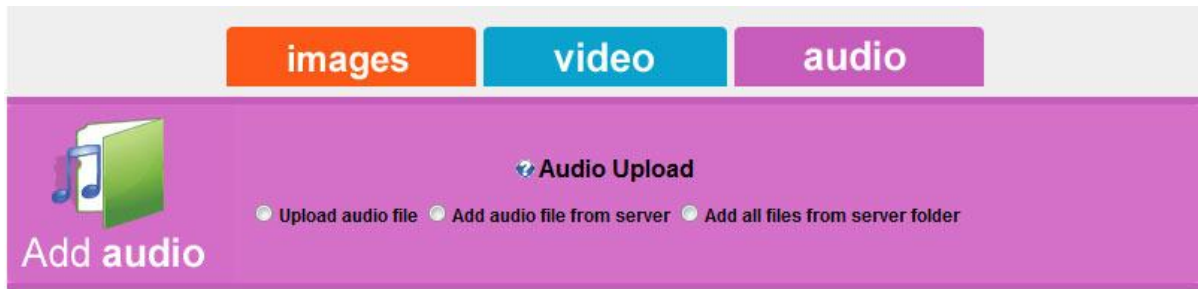 images video audio
Audio Upload
Upload audio file Add audio file from server Add all files from server folder
Add audio